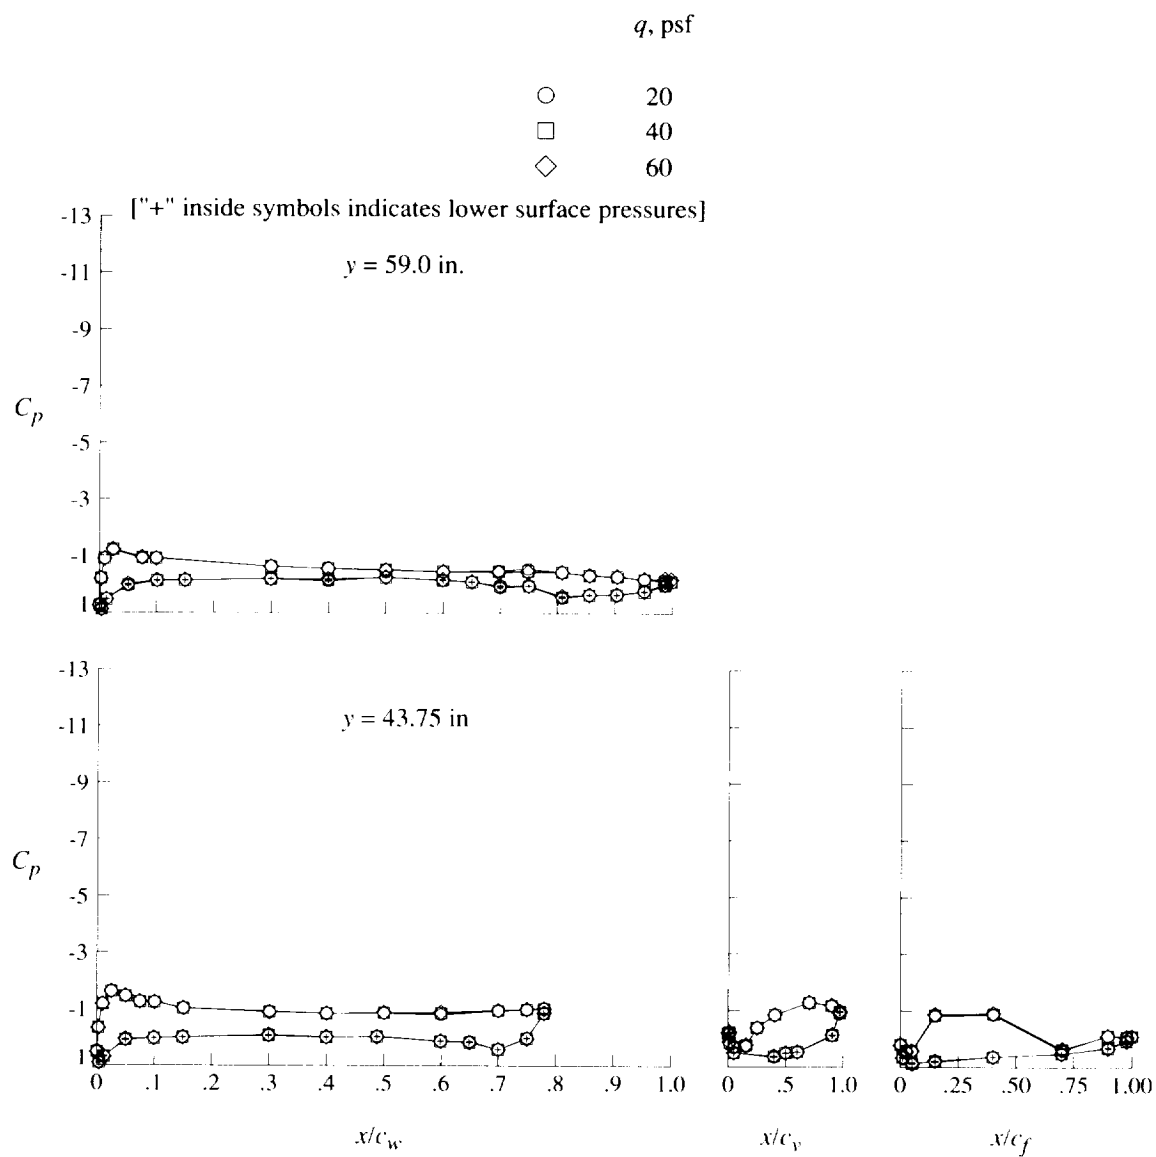 q, psf
20
40
60
["+" inside symbols indicates lower surface pressures]
y = 59.0 in.
-13
-11
-9
-7
-5
-3
-1
1
C_p
y = 43.75 in
-13
-11
-9
-7
-5
-3
-1
1
C_p
0 .1 .2 .3 .4 .5 .6 .7 .8 .9 1.0
0 .5 1.0
0 .25 .50 .75 1.00
x/c_w
x/c_v
x/c_f